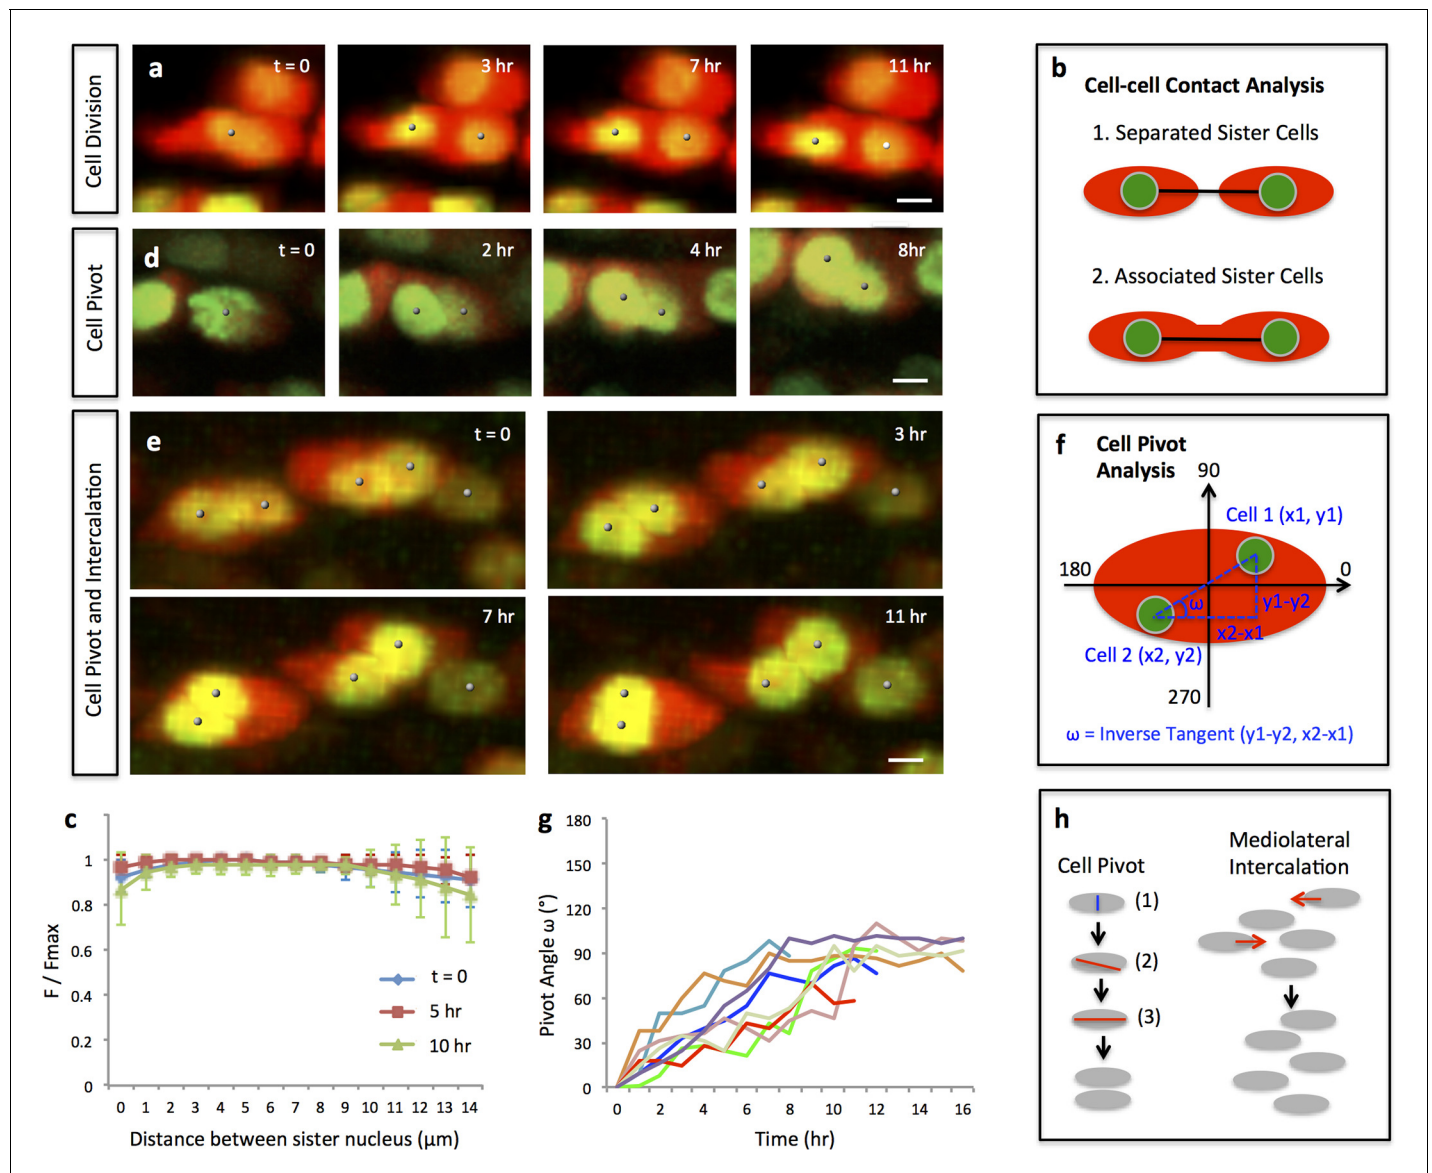 Cell Division
a
t = 0
3 hr
7 hr
11 hr
b
Cell-cell Contact Analysis
1. Separated Sister Cells
2. Associated Sister Cells
Cell Pivot
d
t = 0
2 hr
4 hr
8hr
Cell Pivot and Intercalation
e
t = 0
3 hr
7 hr
11 hr
f
Cell Pivot
Analysis
90
Cell 1 (x1, y1)
180
0
ω
y1-y2
x2-x1
Cell 2 (x2, y2)
270
ω = Inverse Tangent (y1-y2, x2-x1)
c
F / Fmax
1
0.8
0.6
0.4
0.2
0
t = 0
5 hr
10 hr
0 1 2 3 4 5 6 7 8 9 10 11 12 13 14
Distance between sister nucleus (μm)
g
Pivot Angle ω (°)
180
150
120
90
60
30
0
0 2 4 6 8 10 12 14 16
Time (hr)
h
Cell Pivot
Mediolateral
Intercalation
(1)
(2)
(3)